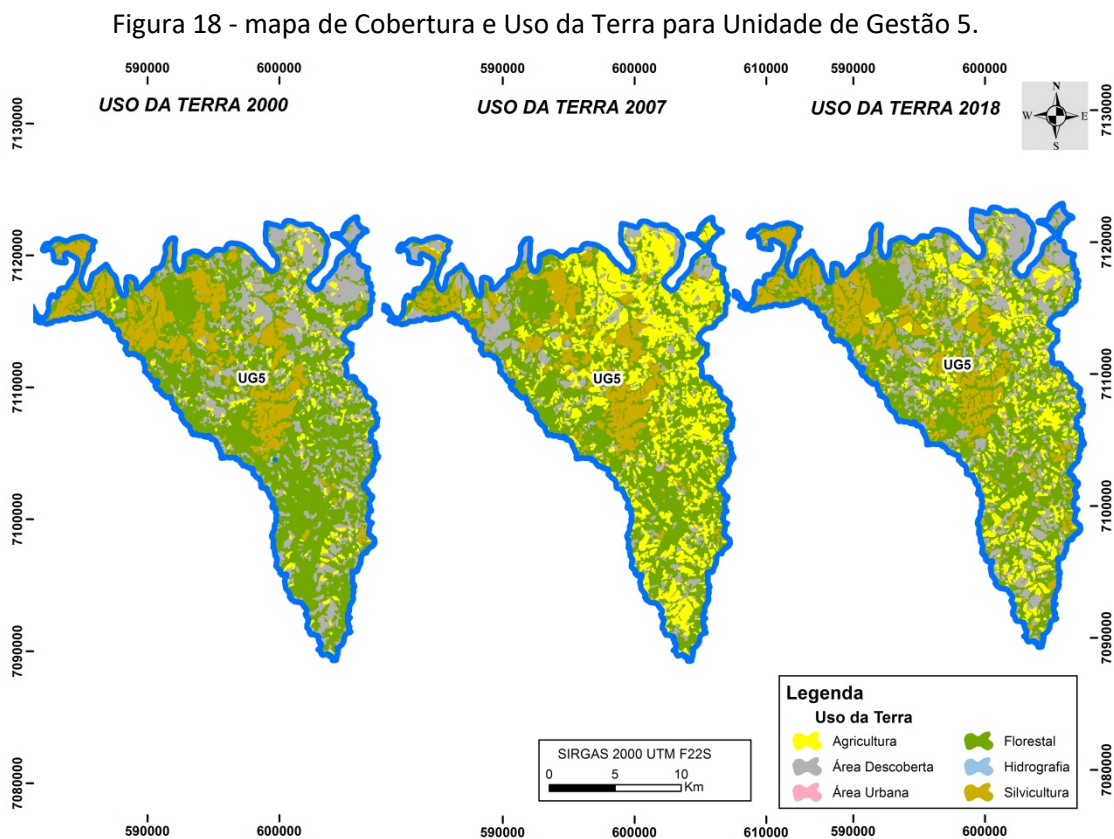 Figura 18 - mapa de Cobertura e Uso da Terra para Unidade de Gestão 5.
590000 600000 590000 600000 610000 590000 600000
USO DA TERRA 2000 USO DA TERRA 2007 USO DA TERRA 2018
N
W E
S
7130000 7130000
7120000 7120000
7110000 7110000
UG5 UG5 UG5
7100000 7100000
7090000 7090000
7080000 7080000
Legenda
Uso da Terra
Agricultura Florestal
Área Descoberta Hidrografia
Área Urbana Silvicultura
SIRGAS 2000 UTM F22S
0 5 10
Km
590000 600000 590000 600000 610000 590000 600000